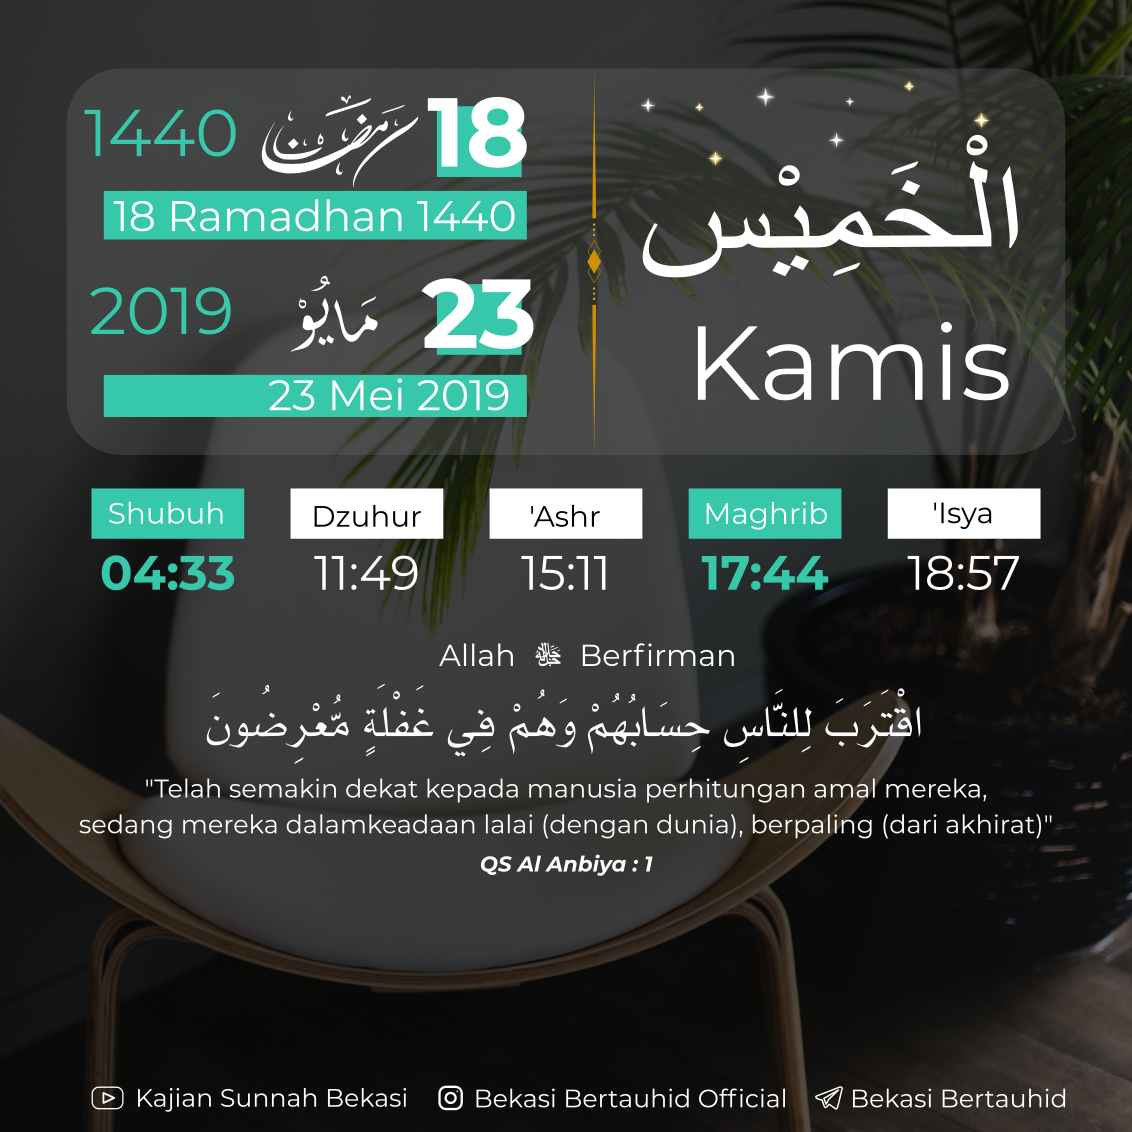 1440 رمضان 18
18 Ramadhan 1440
2019 مَايُوْ 23
23 Mei 2019
الْخَمِيْس
Kamis
Shubuh Dzuhur 'Ashr Maghrib 'Isya
04:33 11:49 15:11 17:44 18:57
Allah ﷻ Berfirman
اقْتَرَبَ لِلنَّاسِ حِسَابُهُمْ وَهُمْ فِي غَفْلَةٍ مُّعْرِضُونَ
"Telah semakin dekat kepada manusia perhitungan amal mereka,
sedang mereka dalamkeadaan lalai (dengan dunia), berpaling (dari akhirat)"
QS Al Anbiya : 1
Kajian Sunnah Bekasi Bekasi Bertauhid Official Bekasi Bertauhid